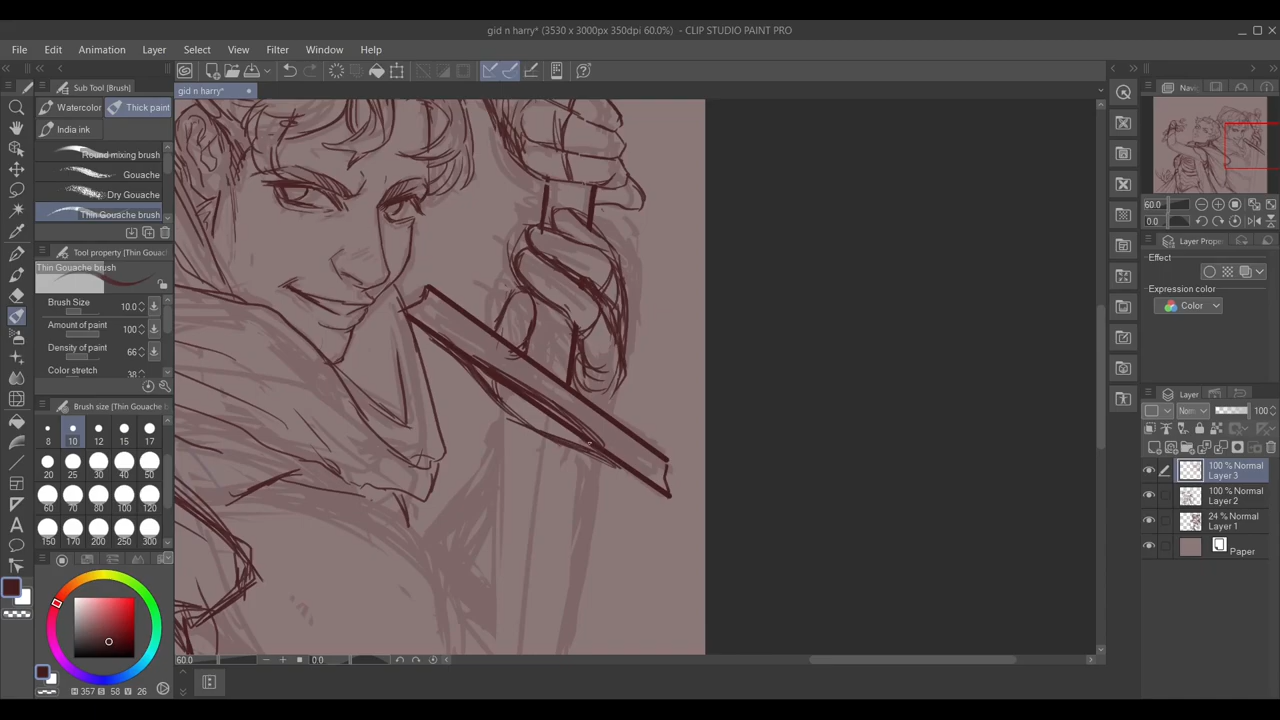 gid n harry* (3530 x 3000px 350dpi 60.0%) - CLIP STUDIO PAINT PRO
File Edit Animation Layer Select View Filter Window Help
gid n harry*
Sub Tool [Brush]
Watercolor Thick paint
India ink
Round mixing brush
Gouache
Dry Gouache
Thin Gouache brush
Tool property [Thin Gouac
Thin Gouache brush
Brush Size 10.0
Amount of paint 100
Density of paint 66
Color stretch 38
Brush size [Thin Gouache b
8 10 12 15 17
20 25 30 40 50
60 70 80 100 120
150 170 200 250 300
H 357 S 58 V 26
60.0 0.0
Navi
60.0
0.0
Layer Proper
Effect
Expression color
Color
Layer
Norm 100
100 % Normal
Layer 3
100 % Normal
Layer 2
24 % Normal
Layer 1
Paper